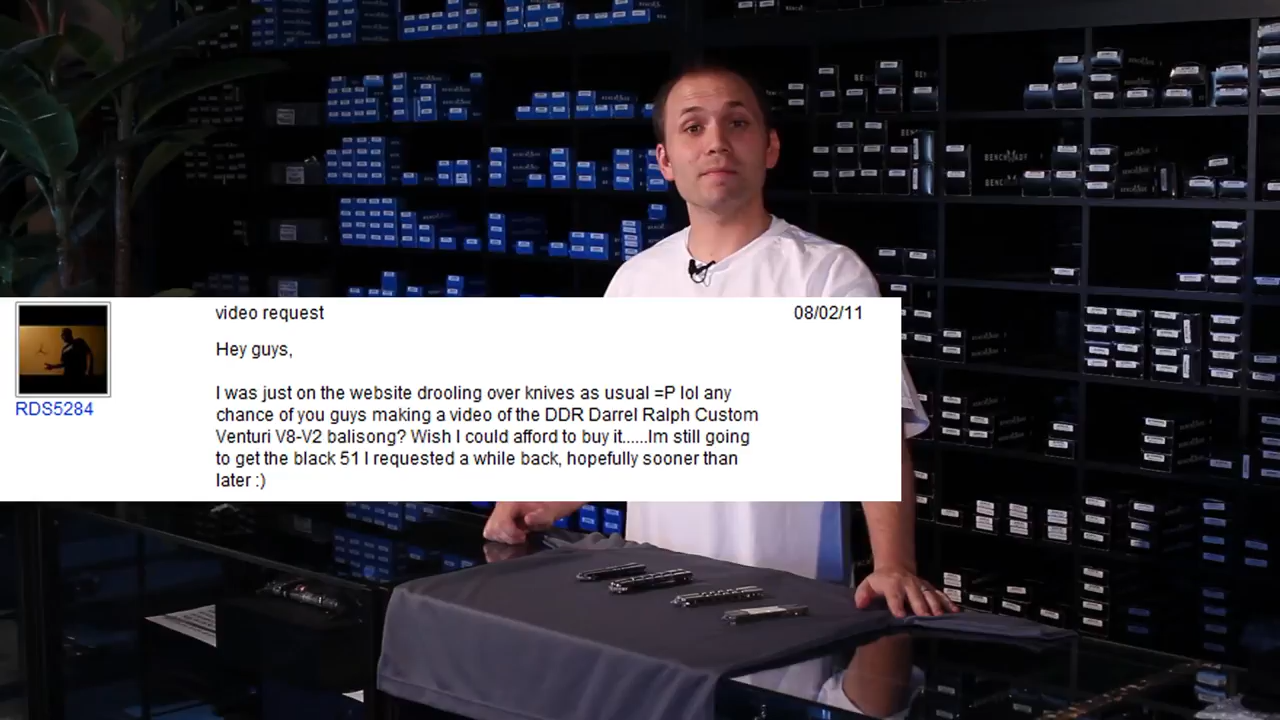 video request
08/02/11
Hey guys,
I was just on the website drooling over knives as usual =P lol any
chance of you guys making a video of the DDR Darrel Ralph Custom
Venturi V8-V2 balisong? Wish I could afford to buy it......Im still going
to get the black 51 I requested a while back, hopefully sooner than
later :)
RDS5284
BENCHMADE